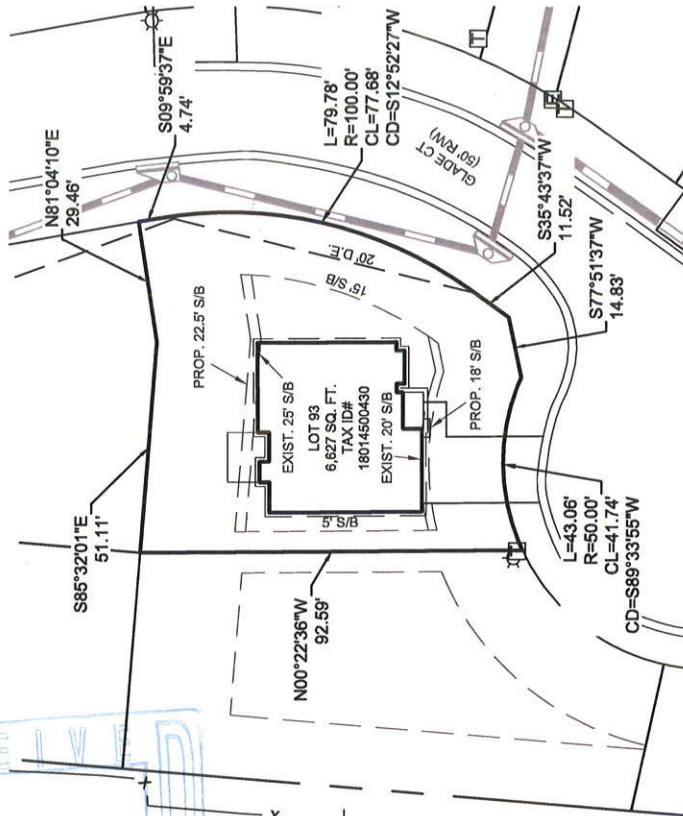 N81°04'10"E
29.46'
S09°59'37"E
4.74'
L=79.78'
R=100.00'
CL=77.68'
CD=S12°52'27"W
GLADE CT
(50' R/W)
S35°43'37"W
11.52'
S77°51'37"W
14.83'
20' D.E.
15' S/B
PROP. 22.5' S/B
EXIST. 25' S/B
LOT 93
6,627 SQ. FT.
TAX ID#
18014500430
EXIST. 20' S/B
PROP. 18' S/B
5' S/B
S85°32'01"E
51.11'
N00°22'36"W
92.59'
L=43.06'
R=50.00'
CL=41.74'
CD=S89°33'55"W
T
E